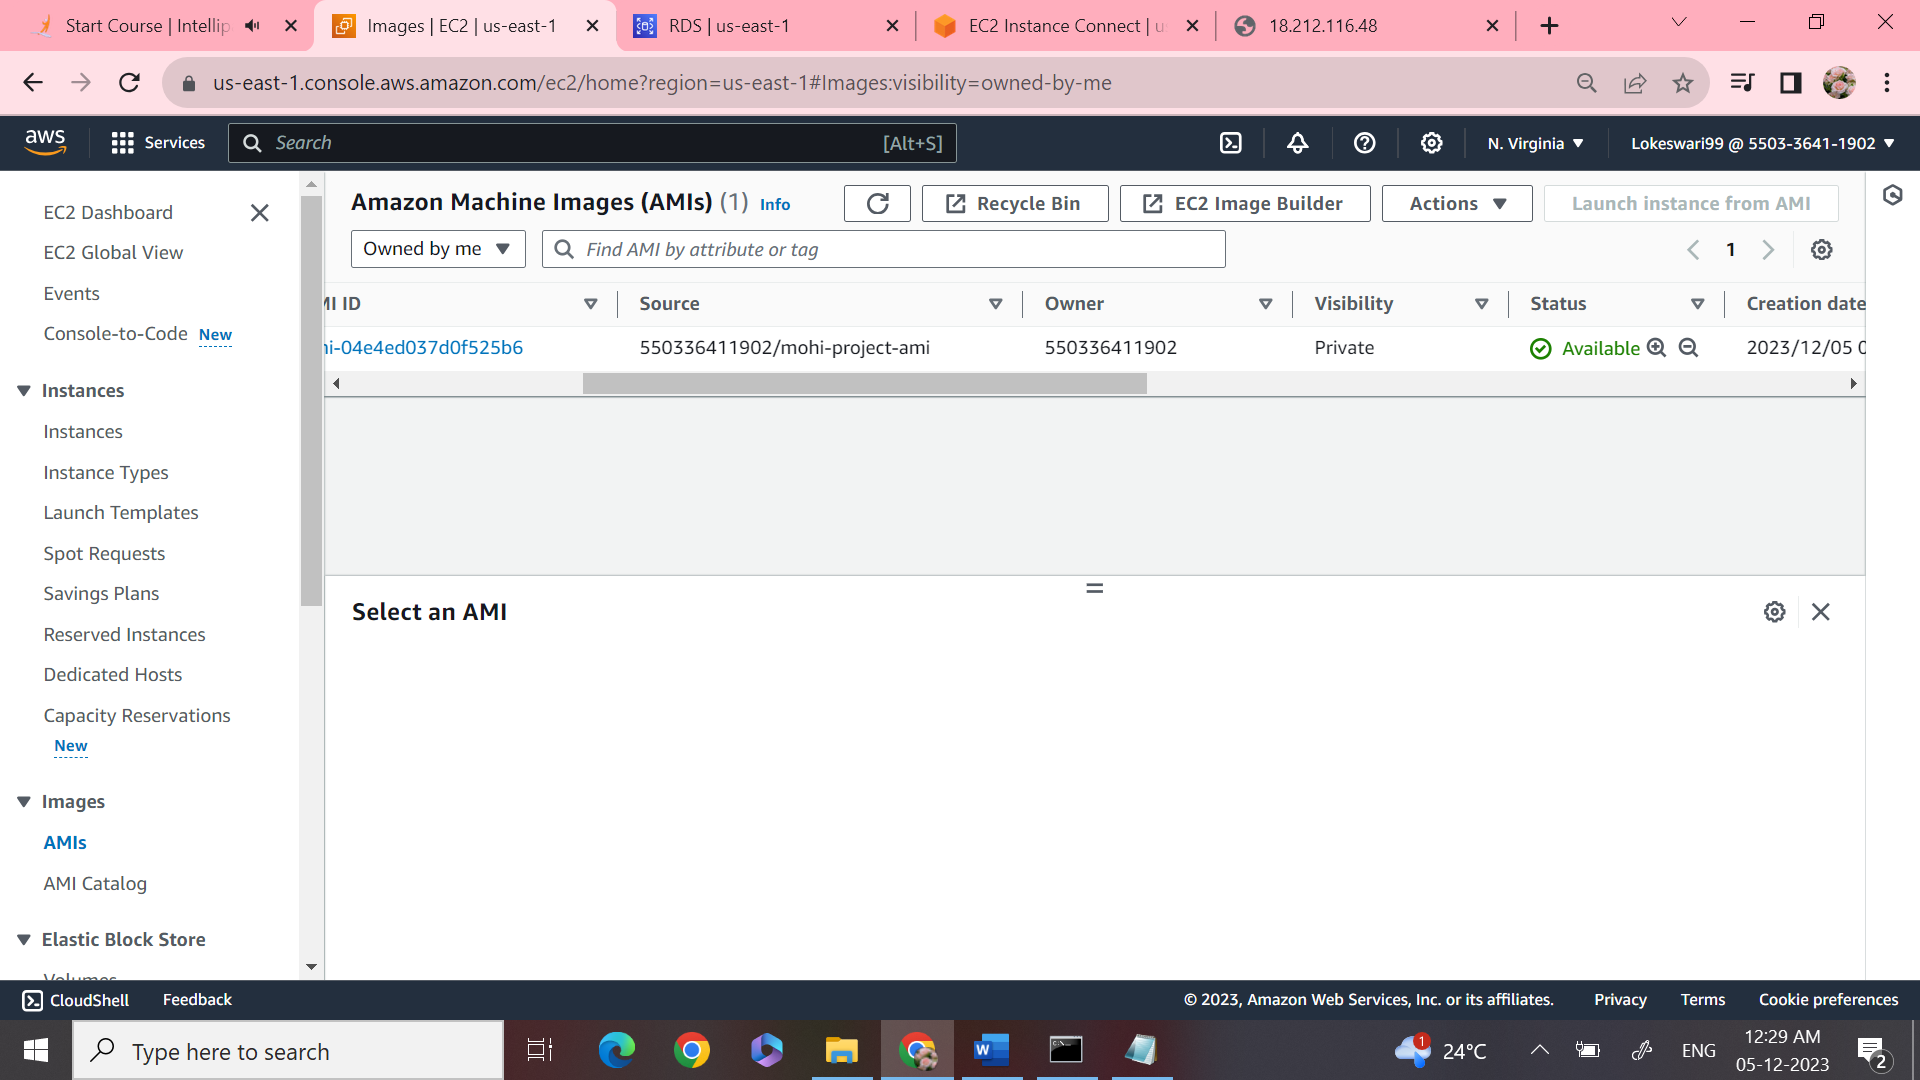 Start Course | Intellip
Images | EC2 | us-east-1
RDS | us-east-1
EC2 Instance Connect | u
18.212.116.48
us-east-1.console.aws.amazon.com/ec2/home?region=us-east-1#Images:visibility=owned-by-me
aws
Services
Search
[Alt+S]
N. Virginia
Lokeswari99 @ 5503-3641-1902
EC2 Dashboard
EC2 Global View
Events
Console-to-Code New
Instances
Instances
Instance Types
Launch Templates
Spot Requests
Savings Plans
Reserved Instances
Dedicated Hosts
Capacity Reservations
New
Images
AMIs
AMI Catalog
Elastic Block Store
Volumes
Amazon Machine Images (AMIs) (1) Info
Recycle Bin
EC2 Image Builder
Actions
Launch instance from AMI
Owned by me
Find AMI by attribute or tag
1
MI ID
Source
Owner
Visibility
Status
Creation date
mi-04e4ed037d0f525b6
550336411902/mohi-project-ami
550336411902
Private
Available
2023/12/05 0
Select an AMI
CloudShell
Feedback
© 2023, Amazon Web Services, Inc. or its affiliates.
Privacy
Terms
Cookie preferences
Type here to search
W
1
24°C
ENG
12:29 AM
05-12-2023
2